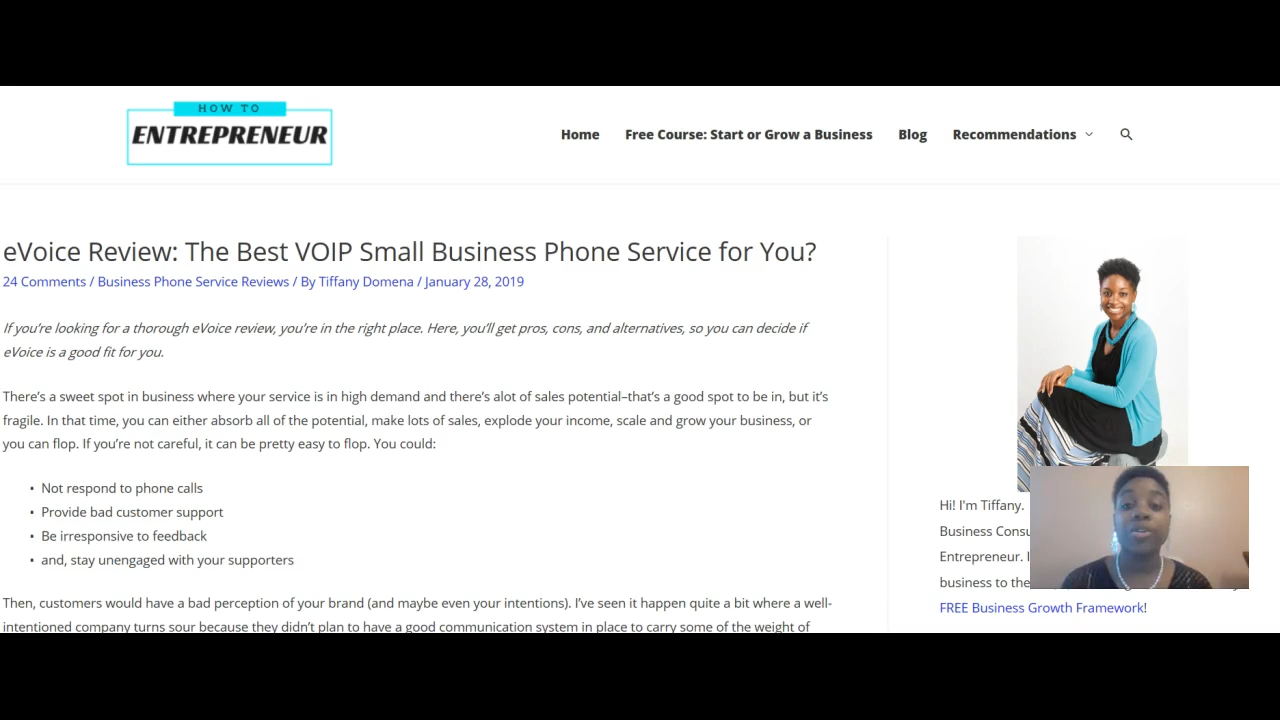 HOW TO
ENTREPRENEUR
Home Free Course: Start or Grow a Business Blog Recommendations
eVoice Review: The Best VOIP Small Business Phone Service for You?
24 Comments / Business Phone Service Reviews / By Tiffany Domena / January 28, 2019
If you're looking for a thorough eVoice review, you're in the right place. Here, you'll get pros, cons, and alternatives, so you can decide if
eVoice is a good fit for you.
There's a sweet spot in business where your service is in high demand and there's alot of sales potential–that's a good spot to be in, but it's
fragile. In that time, you can either absorb all of the potential, make lots of sales, explode your income, scale and grow your business, or
you can flop. If you're not careful, it can be pretty easy to flop. You could:
• Not respond to phone calls
• Provide bad customer support
• Be irresponsive to feedback
• and, stay unengaged with your supporters
Then, customers would have a bad perception of your brand (and maybe even your intentions). I've seen it happen quite a bit where a well-
intentioned company turns sour because they didn't plan to have a good communication system in place to carry some of the weight of
Hi! I'm Tiffany.
Business
Entrepreneur.
business to the
FREE Business Growth Framework!